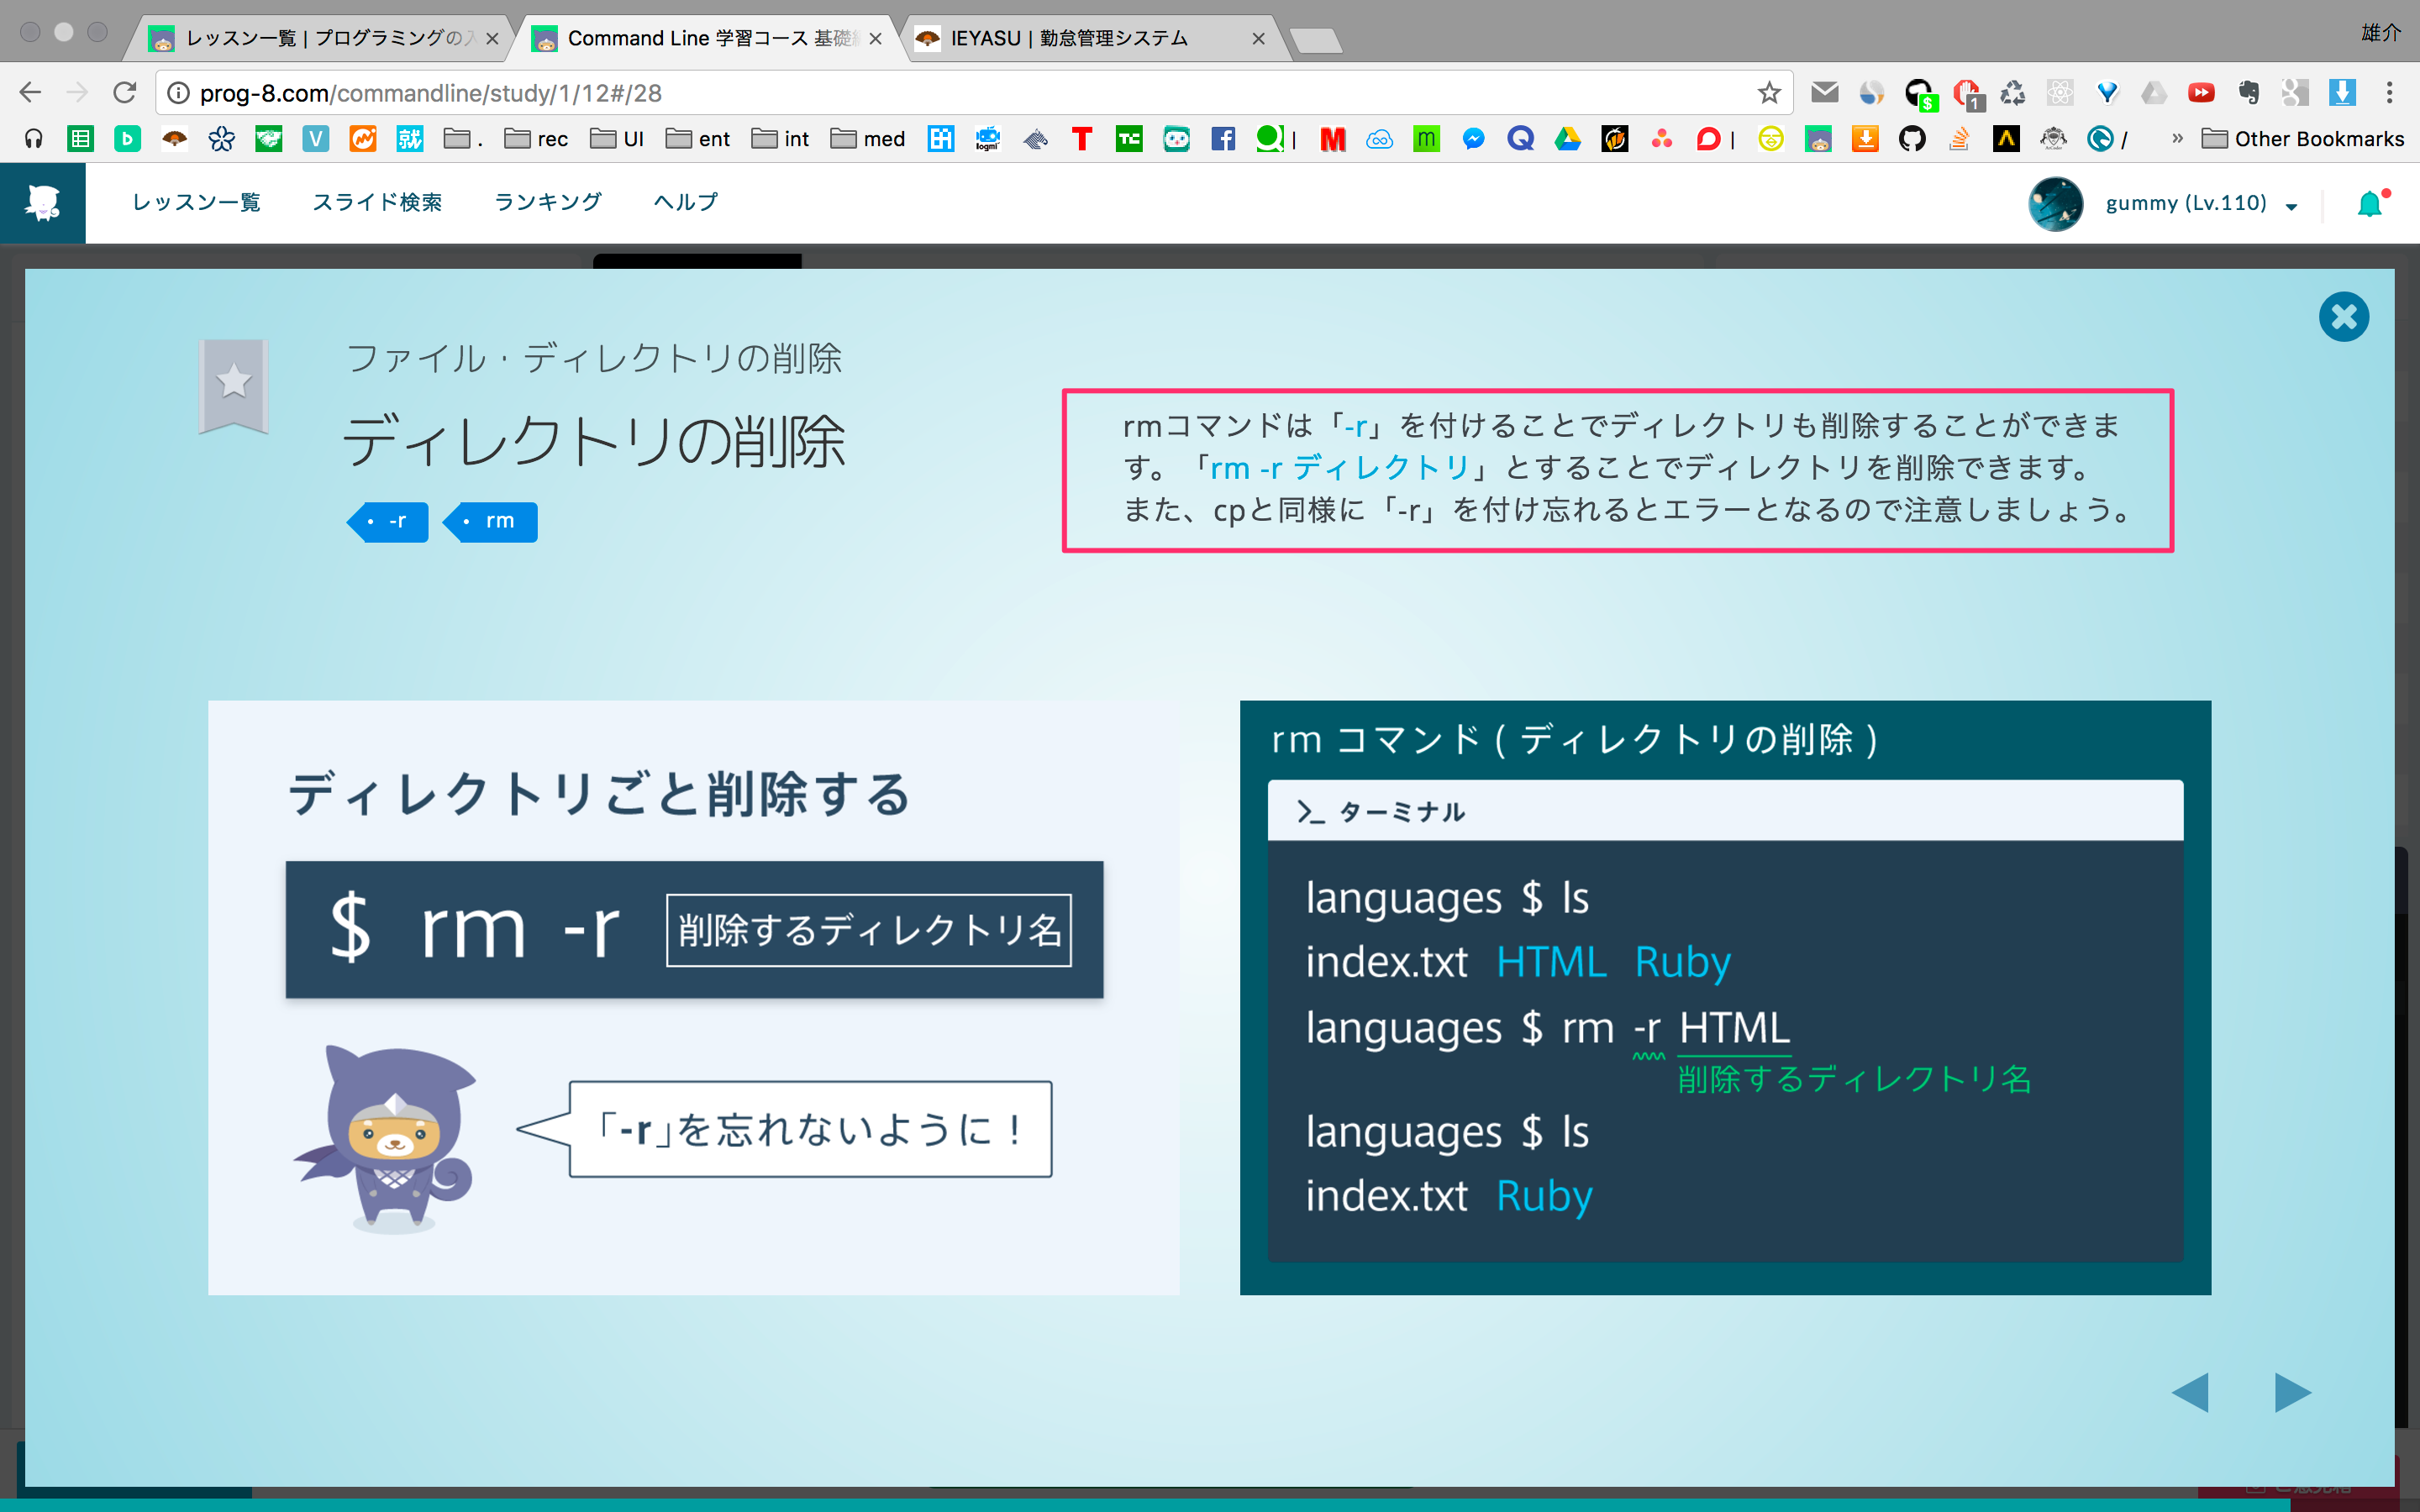 レッスン一覧 | プログラミングの入
Command Line 学習コース 基礎編
IEYASU | 勤怠管理システム
雄介
prog-8.com/commandline/study/1/12#/28
$
1
b
V
就
.
rec
UI
ent
int
med
logmi
T
TC
|
M
m
Q
|
/
»
Other Bookmarks
レッスン一覧
スライド検索
ランキング
ヘルプ
gummy (Lv.110)
ファイル・ディレクトリの削除
ディレクトリの削除
-r
rm
rmコマンドは「-r」を付けることでディレクトリも削除することができま
す。「rm -r ディレクトリ」とすることでディレクトリを削除できます。
また、cpと同様に「-r」を付け忘れるとエラーとなるので注意しましょう。
ディレクトリごと削除する
$ rm -r 削除するディレクトリ名
「-r」を忘れないように！
rm コマンド ( ディレクトリの削除 )
>_ ターミナル
languages $ ls
index.txt HTML Ruby
languages $ rm -r HTML
削除するディレクトリ名
languages $ ls
index.txt Ruby